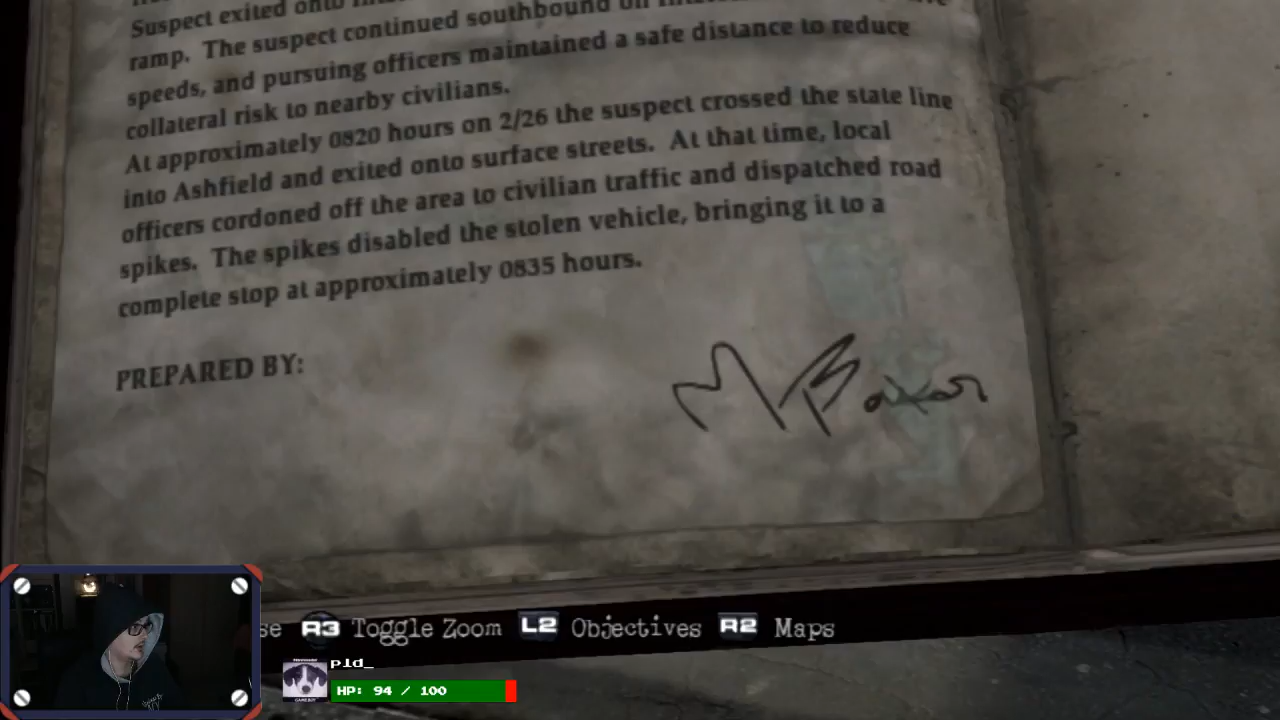 Suspect exited onto
ramp. The suspect continued southbound on
speeds, and pursuing officers maintained a safe distance to reduce
collateral risk to nearby civilians.
At approximately 0820 hours on 2/26 the suspect crossed the state line
into Ashfield and exited onto surface streets. At that time, local
officers cordoned off the area to civilian traffic and dispatched road
spikes. The spikes disabled the stolen vehicle, bringing it to a
complete stop at approximately 0835 hours.
PREPARED BY:
M Baker
se R3 Toggle Zoom L2 Objectives R2 Maps
pld_
HP: 94 / 100